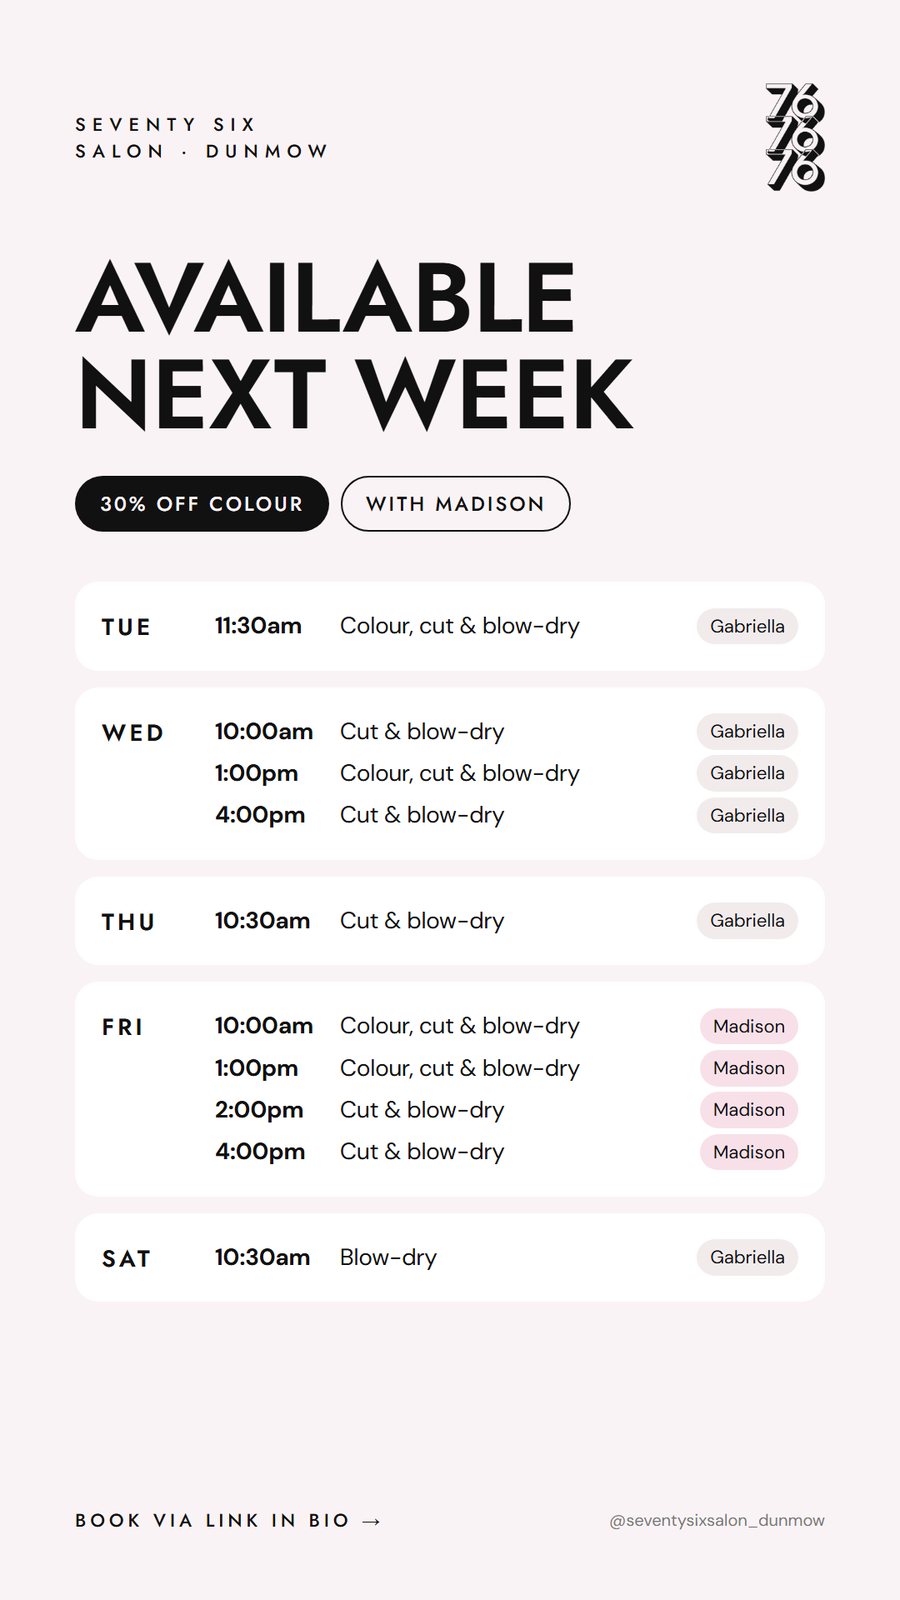 SEVENTY SIX
SALON · DUNMOW
76
76
76
AVAILABLE
NEXT WEEK
30% OFF COLOUR
WITH MADISON
TUE 11:30am Colour, cut & blow-dry Gabriella
WED 10:00am Cut & blow-dry Gabriella
1:00pm Colour, cut & blow-dry Gabriella
4:00pm Cut & blow-dry Gabriella
THU 10:30am Cut & blow-dry Gabriella
FRI 10:00am Colour, cut & blow-dry Madison
1:00pm Colour, cut & blow-dry Madison
2:00pm Cut & blow-dry Madison
4:00pm Cut & blow-dry Madison
SAT 10:30am Blow-dry Gabriella
BOOK VIA LINK IN BIO → @seventysixsalon_dunmow